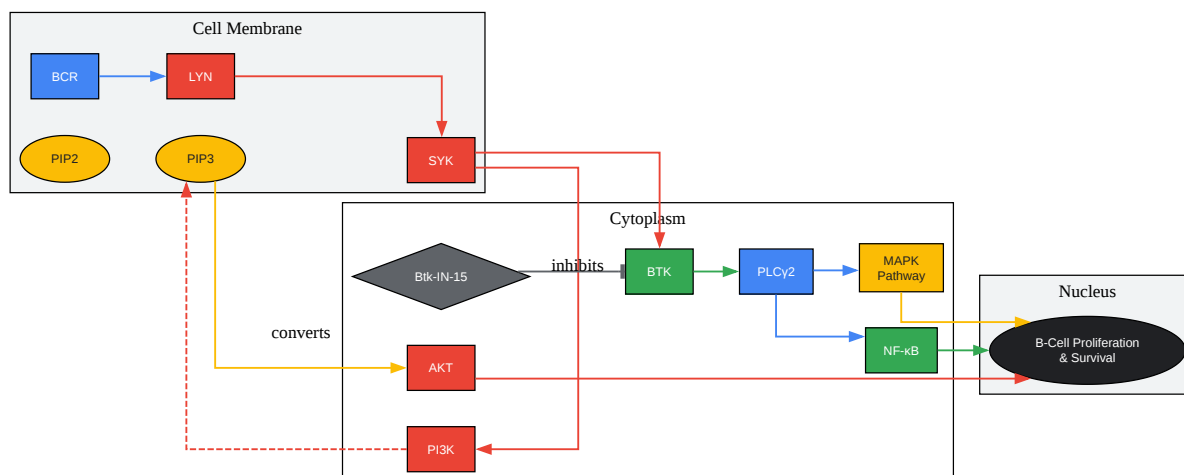 Cell Membrane
BCR
LYN
PIP2
PIP3
SYK
Cytoplasm
Btk-IN-15
inhibits
BTK
PLCγ2
MAPK
Pathway
Nucleus
converts
NF-κB
B-Cell Proliferation
& Survival
AKT
PI3K